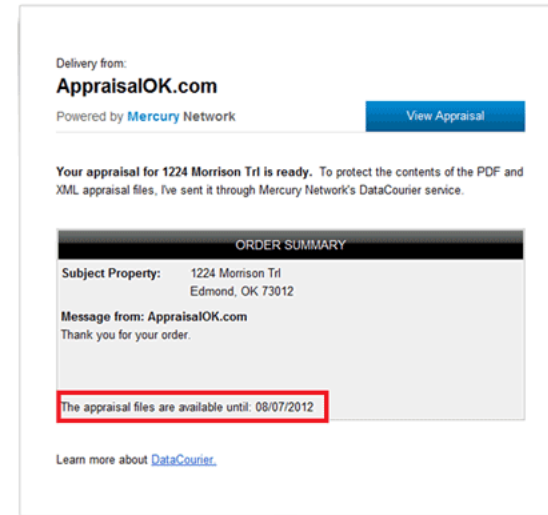 Delivery from:
AppraisalOK.com
Powered by Mercury Network
View Appraisal
Your appraisal for 1224 Morrison Trl is ready. To protect the contents of the PDF and
XML appraisal files, I've sent it through Mercury Network's DataCourier service.
ORDER SUMMARY
Subject Property: 1224 Morrison Trl
Edmond, OK 73012
Message from: AppraisalOK.com
Thank you for your order.
The appraisal files are available until: 08/07/2012
Learn more about DataCourier.